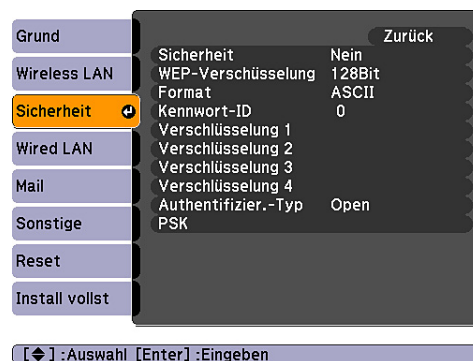 Grund
Wireless LAN
Sicherheit
Wired LAN
Mail
Sonstige
Reset
Install vollst
Zurück
Sicherheit Nein
WEP-Verschüsselung 128Bit
Format ASCII
Kennwort-ID 0
Verschlüsselung 1
Verschlüsselung 2
Verschlüsselung 3
Verschlüsselung 4
Authentifizier.-Typ Open
PSK
[◆] :Auswahl [Enter] :Eingeben